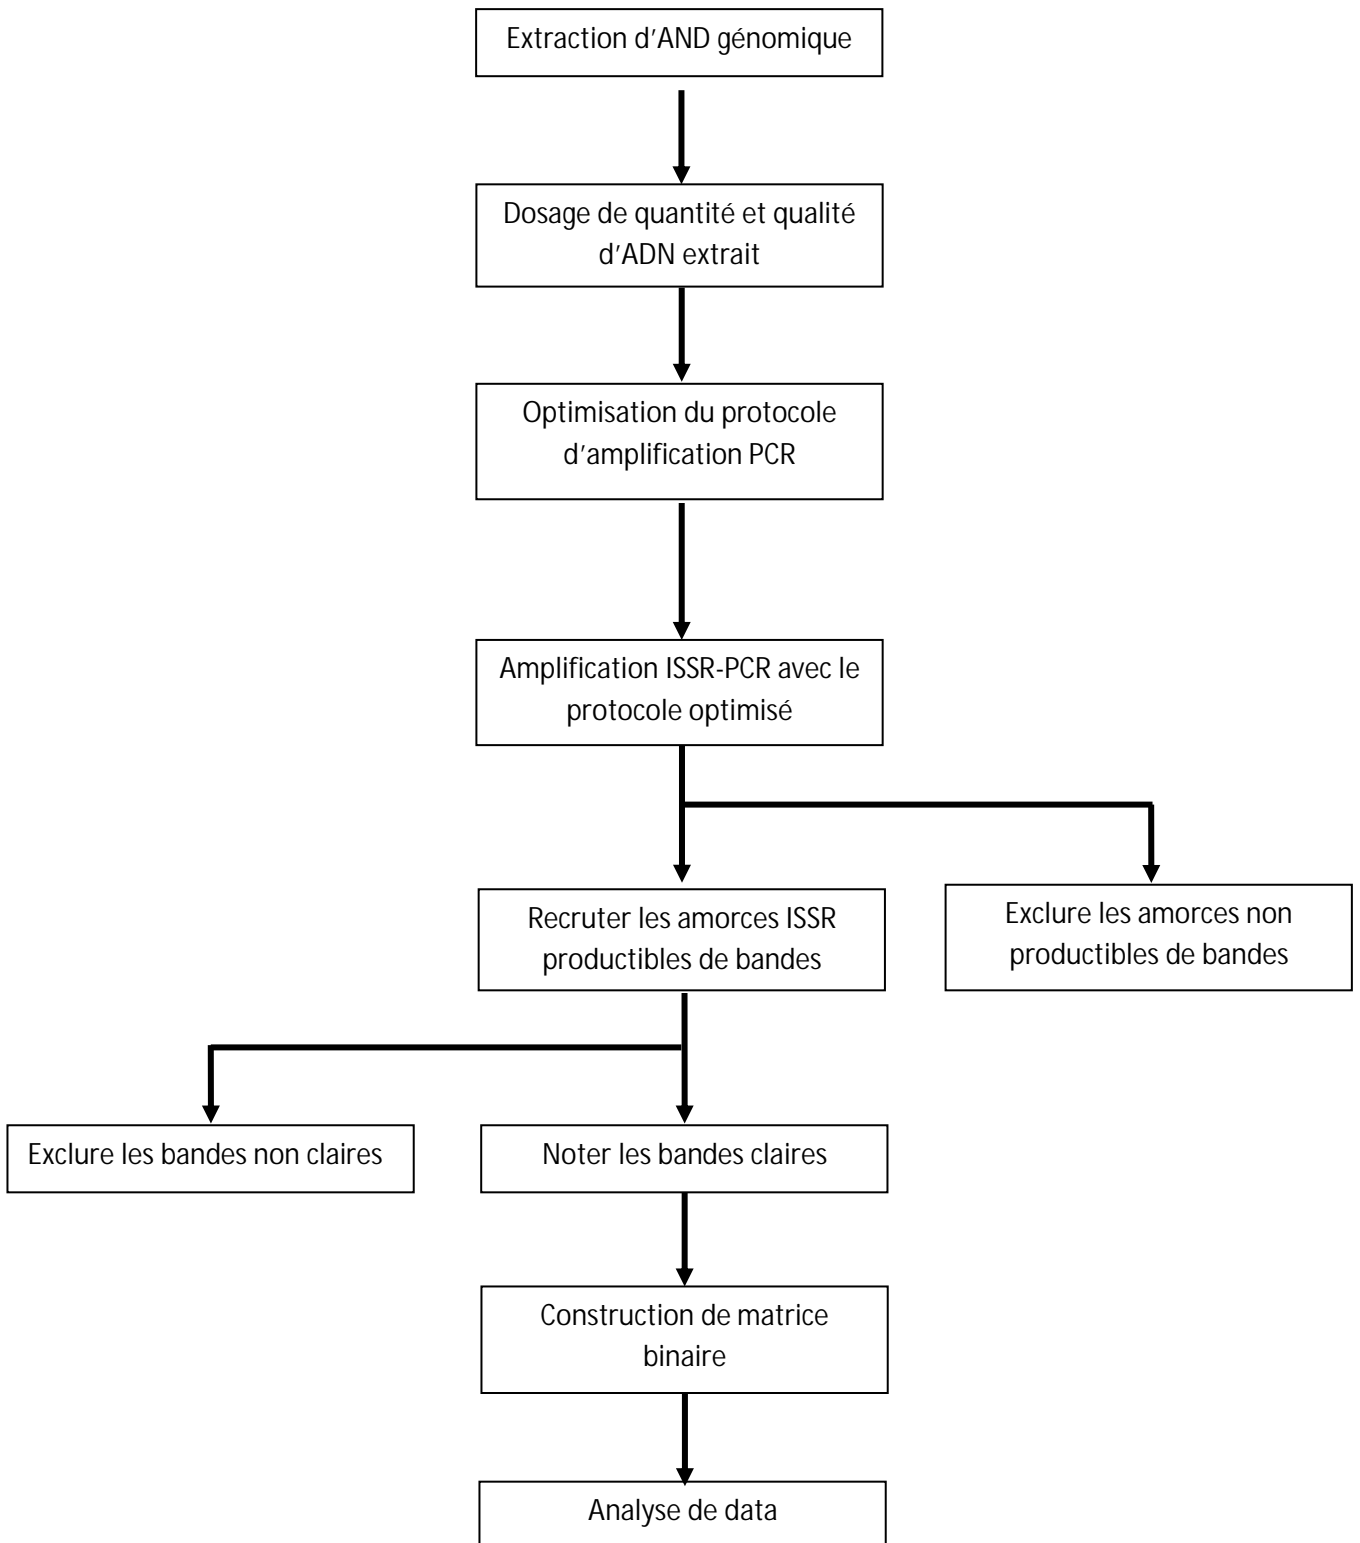 Extraction d’AND génomique
Dosage de quantité et qualité
d’ADN extrait
Optimisation du protocole
d’amplification PCR
Amplification ISSR-PCR avec le
protocole optimisé
Recruter les amorces ISSR
productibles de bandes
Exclure les amorces non
productibles de bandes
Exclure les bandes non claires
Noter les bandes claires
Construction de matrice
binaire
Analyse de data